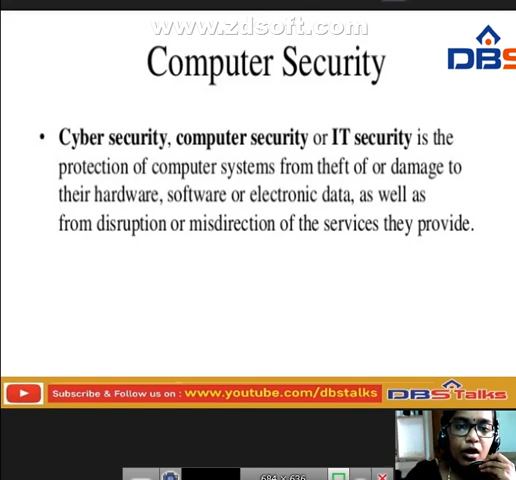 www.zdsoft.com
Computer Security
DBS
• Cyber security, computer security or IT security is the
protection of computer systems from theft of or damage to
their hardware, software or electronic data, as well as
from disruption or misdirection of the services they provide.
Subscribe & Follow us on : www.youtube.com/dbstalks DBS Talks
684 × 636